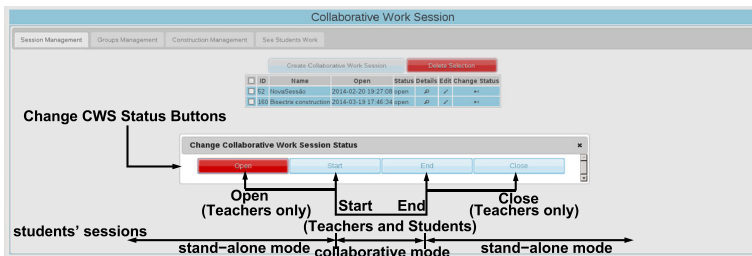 Collaborative Work Session
Session Management Groups Management Construction Management See Students Work
Create Collaborative Work Session Delete Selection
ID Name Open Status Details Edit Change Status
52 NovaSessão 2014-02-20 19:27:08 open
160 Bisectrix construction 2014-03-19 17:46:34 open
Change CWS Status Buttons
Change Collaborative Work Session Status
Open Start End Close
Open
(Teachers only)
Start End
(Teachers and Students)
Close
(Teachers only)
students' sessions
stand−alone mode collaborative mode stand−alone mode